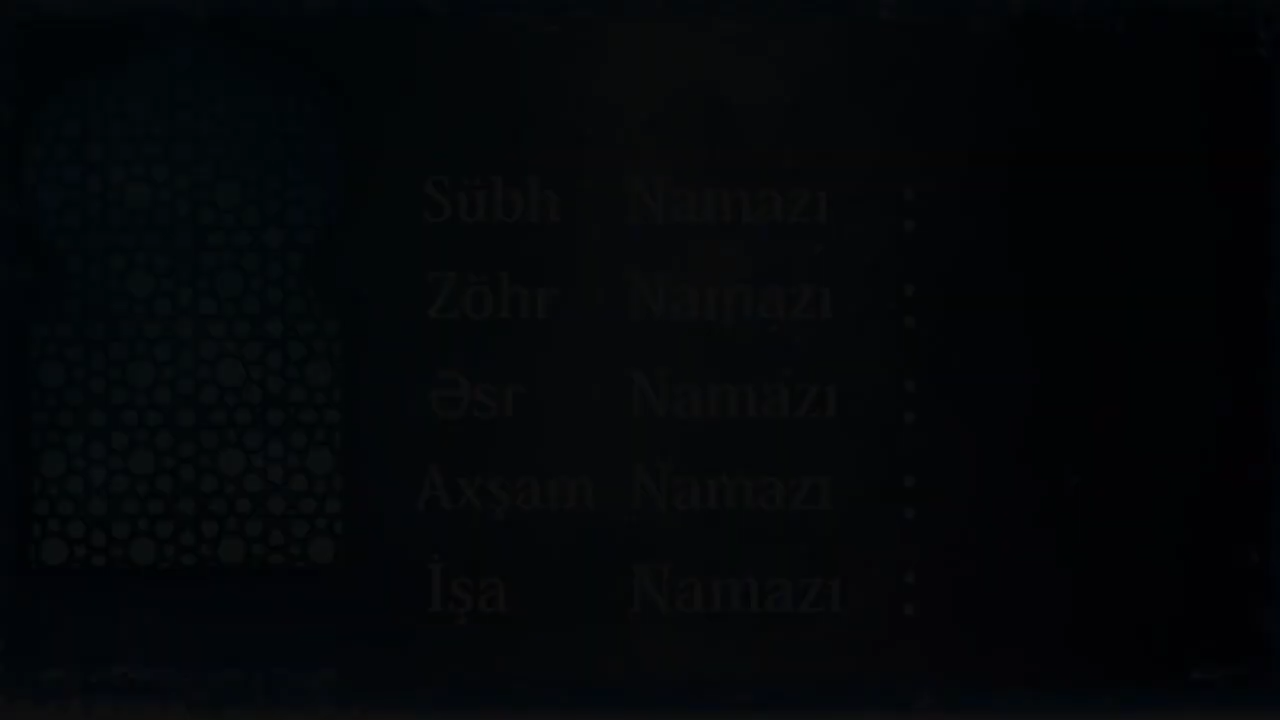 Sübh Namazı :
Zöhr Namazı :
Əsr Namazı :
Axşam Namazı :
İşa Namazı :